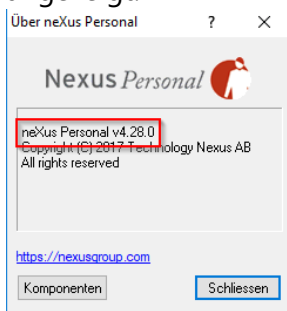 Über neXus Personal ? ×
Nexus Personal
neXus Personal v4.28.0
Copyright (C) 2017 Technology Nexus AB
All rights reserved
https://nexusgroup.com
Komponenten Schliessen